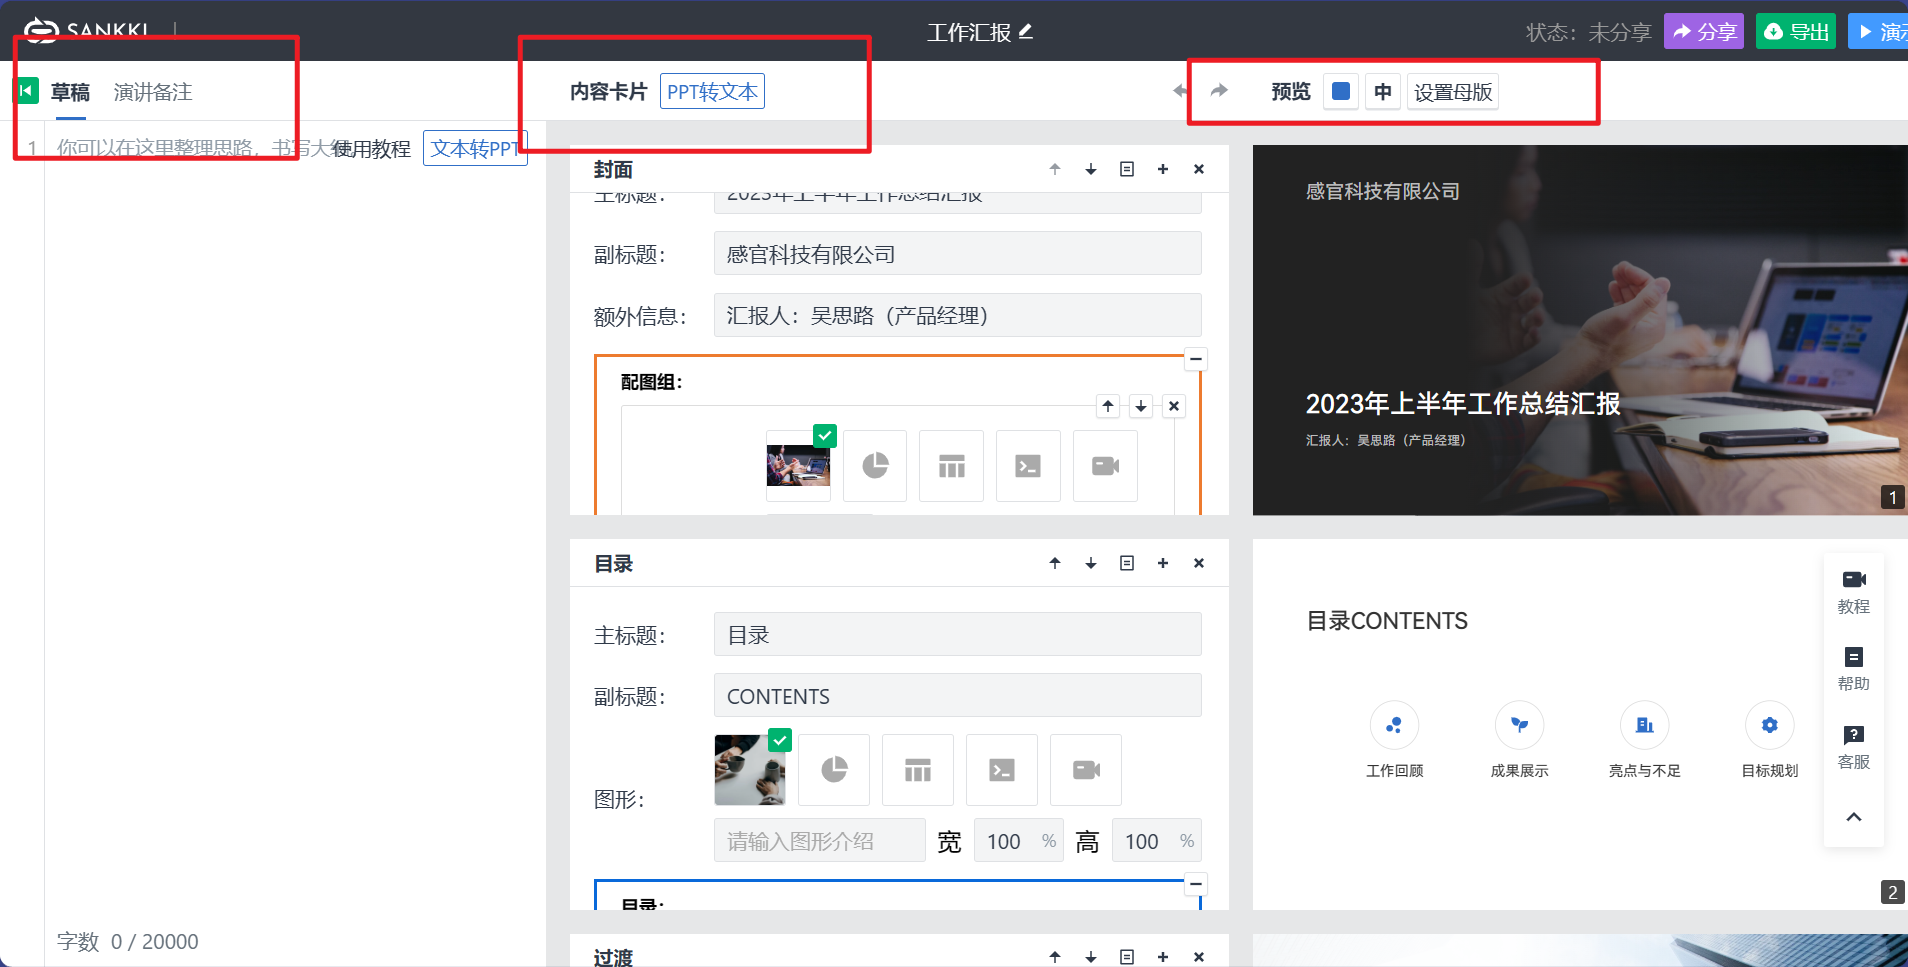 SANKKI
工作汇报
状态：未分享
分享
导出
演示
草稿
演讲备注
内容卡片
PPT转文本
预览
中
设置母版
1
你可以在这里整理思路，书写大纲
使用教程
文本转PPT
封面
主标题：
2023年上半年工作总结汇报
副标题：
感官科技有限公司
额外信息：
汇报人：吴思路（产品经理）
配图组：
感官科技有限公司
2023年上半年工作总结汇报
汇报人：吴思路（产品经理）
1
目录
主标题：
目录
副标题：
CONTENTS
图形：
请输入图形介绍
宽
100 %
高
100 %
目录：
目录CONTENTS
工作回顾
成果展示
亮点与不足
目标规划
2
教程
帮助
客服
字数 0 / 20000
过渡